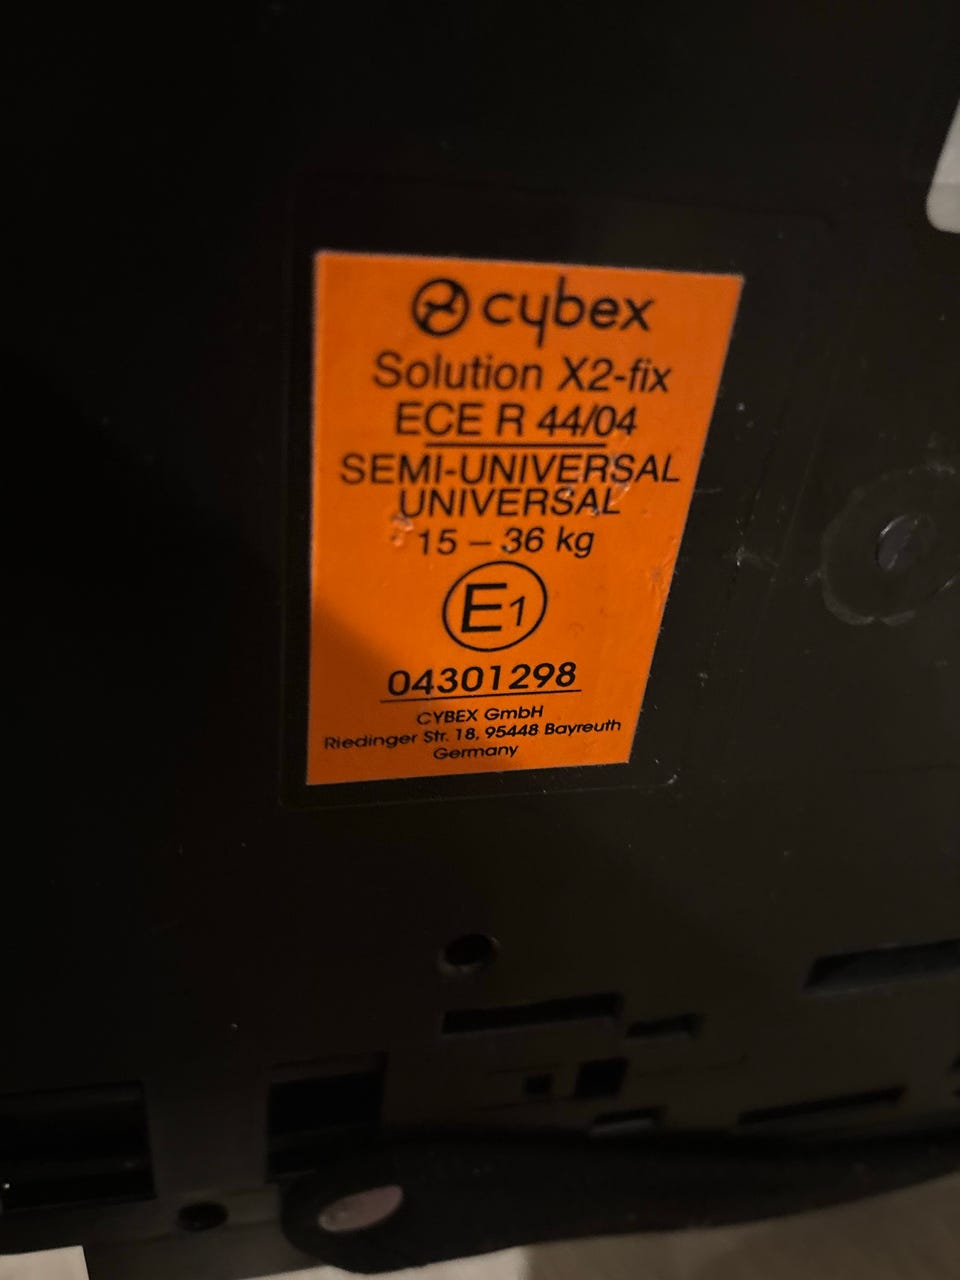 cybex
Solution X2-fix
ECE R 44/04
SEMI-UNIVERSAL
UNIVERSAL
15 – 36 kg
E1
04301298
CYBEX GmbH
Riedinger Str. 18, 95448 Bayreuth
Germany